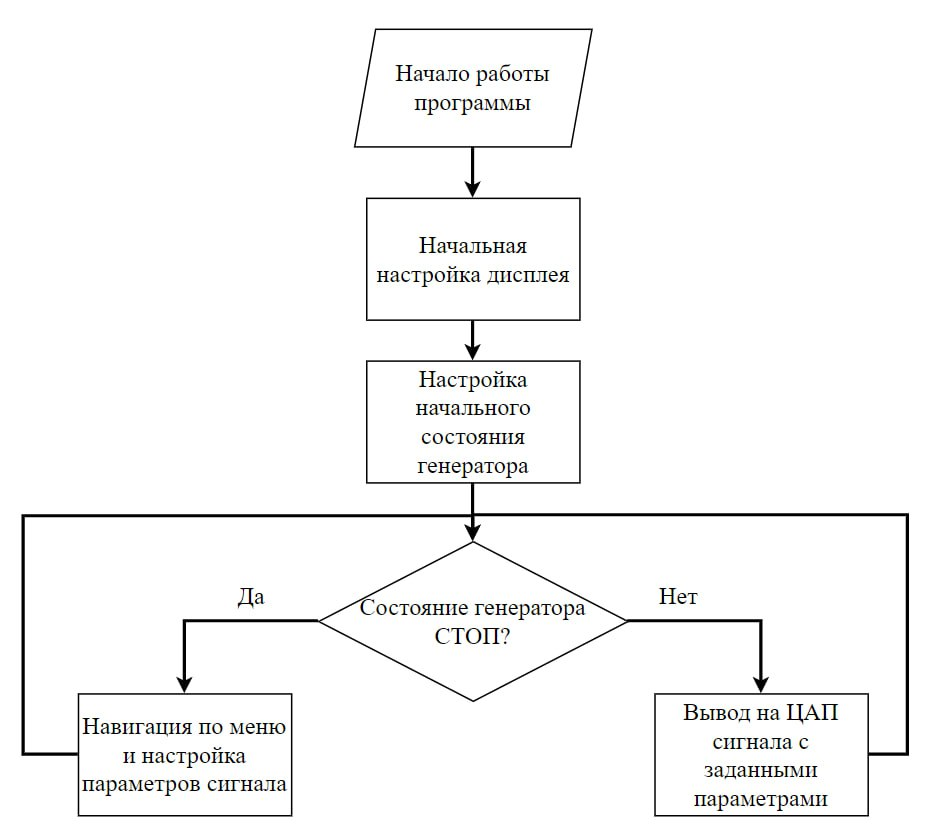 Начало работы
программы
Начальная
настройка дисплея
Настройка
начального
состояния
генератора
Да
Состояние генератора
СТОП?
Нет
Навигация по меню
и настройка
параметров сигнала
Вывод на ЦАП
сигнала с
заданными
параметрами